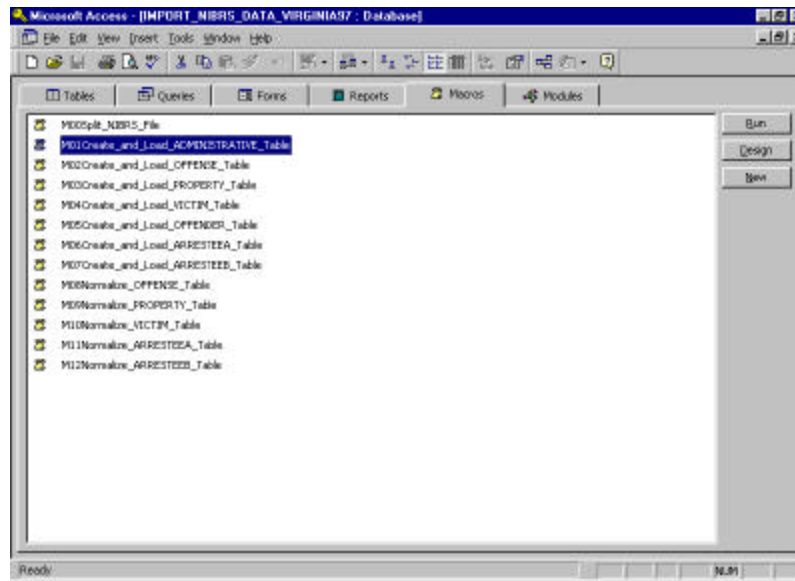 Microsoft Access - [IMPORT_NIBRS_DATA_VIRGINIA97 : Database]
File Edit View Insert Tools Window Help
Tables Queries Forms Reports Macros Modules
M00Split_NIBRS_File
M01Create_and_Load_ADMINISTRATIVE_Table
M02Create_and_Load_OFFENSE_Table
M03Create_and_Load_PROPERTY_Table
M04Create_and_Load_VICTIM_Table
M05Create_and_Load_OFFENDER_Table
M06Create_and_Load_ARRESTEEA_Table
M07Create_and_Load_ARRESTEEB_Table
M08Normalize_OFFENSE_Table
M09Normalize_PROPERTY_Table
M10Normalize_VICTIM_Table
M11Normalize_ARRESTEEA_Table
M12Normalize_ARRESTEEB_Table
Run
Design
New
Ready NUM